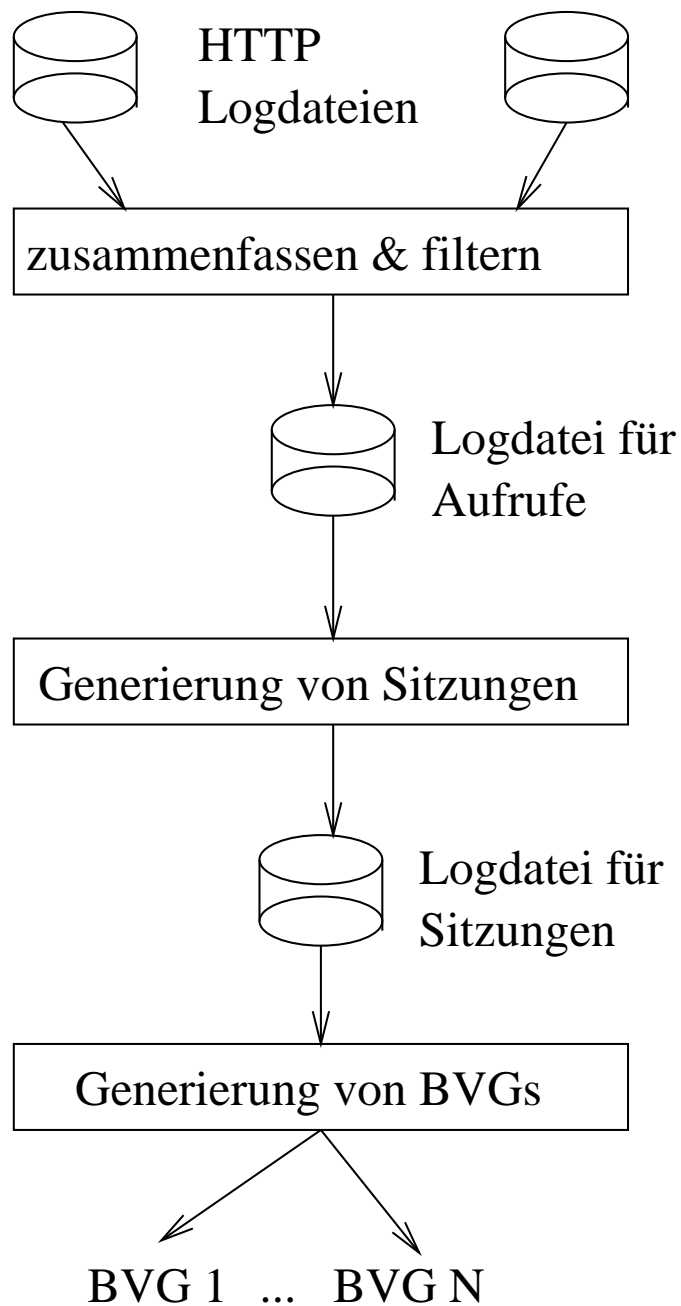 HTTP
Logdateien
zusammenfassen & filtern
Logdatei für
Aufrufe
Generierung von Sitzungen
Logdatei für
Sitzungen
Generierung von BVGs
BVG 1 ... BVG N